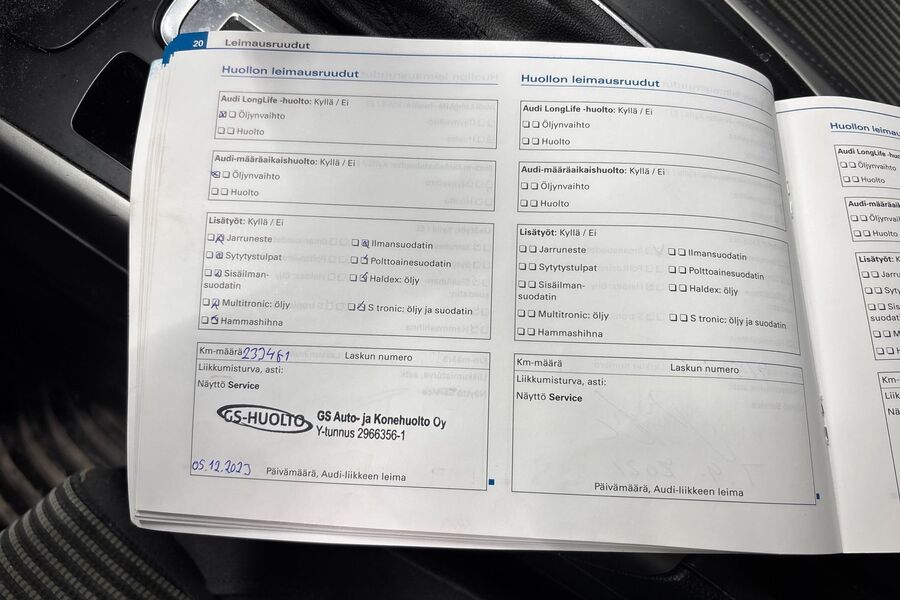 20 Leimausruudut
Huollon leimausruudut
Audi LongLife -huolto: Kyllä / Ei
Öljynvaihto
Huolto
Audi-määräaikaishuolto: Kyllä / Ei
Öljynvaihto
Huolto
Lisätyöt: Kyllä / Ei
Jarruneste
Ilmansuodatin
Sytytystulpat
Polttoainesuodatin
Sisäilman-
suodatin
Haldex: öljy
Multitronic: öljy
S tronic: öljy ja suodatin
Hammashihna
Km-määrä 233461 Laskun numero
Liikkumisturva, asti:
Näyttö Service
GS-HUOLTO
GS Auto- ja Konehuolto Oy
Y-tunnus 2966356-1
05.12.2023 Päivämäärä, Audi-liikkeen leima
Huollon leimausruudut
Audi LongLife -huolto: Kyllä / Ei
Öljynvaihto
Huolto
Audi-määräaikaishuolto: Kyllä / Ei
Öljynvaihto
Huolto
Lisätyöt: Kyllä / Ei
Jarruneste
Ilmansuodatin
Sytytystulpat
Polttoainesuodatin
Sisäilman-
suodatin
Haldex: öljy
Multitronic: öljy
S tronic: öljy ja suodatin
Hammashihna
Km-määrä Laskun numero
Liikkumisturva, asti:
Näyttö Service
Päivämäärä, Audi-liikkeen leima
Huollon
Audi LongLife
Öljynvaihto
Huolto
Huolto